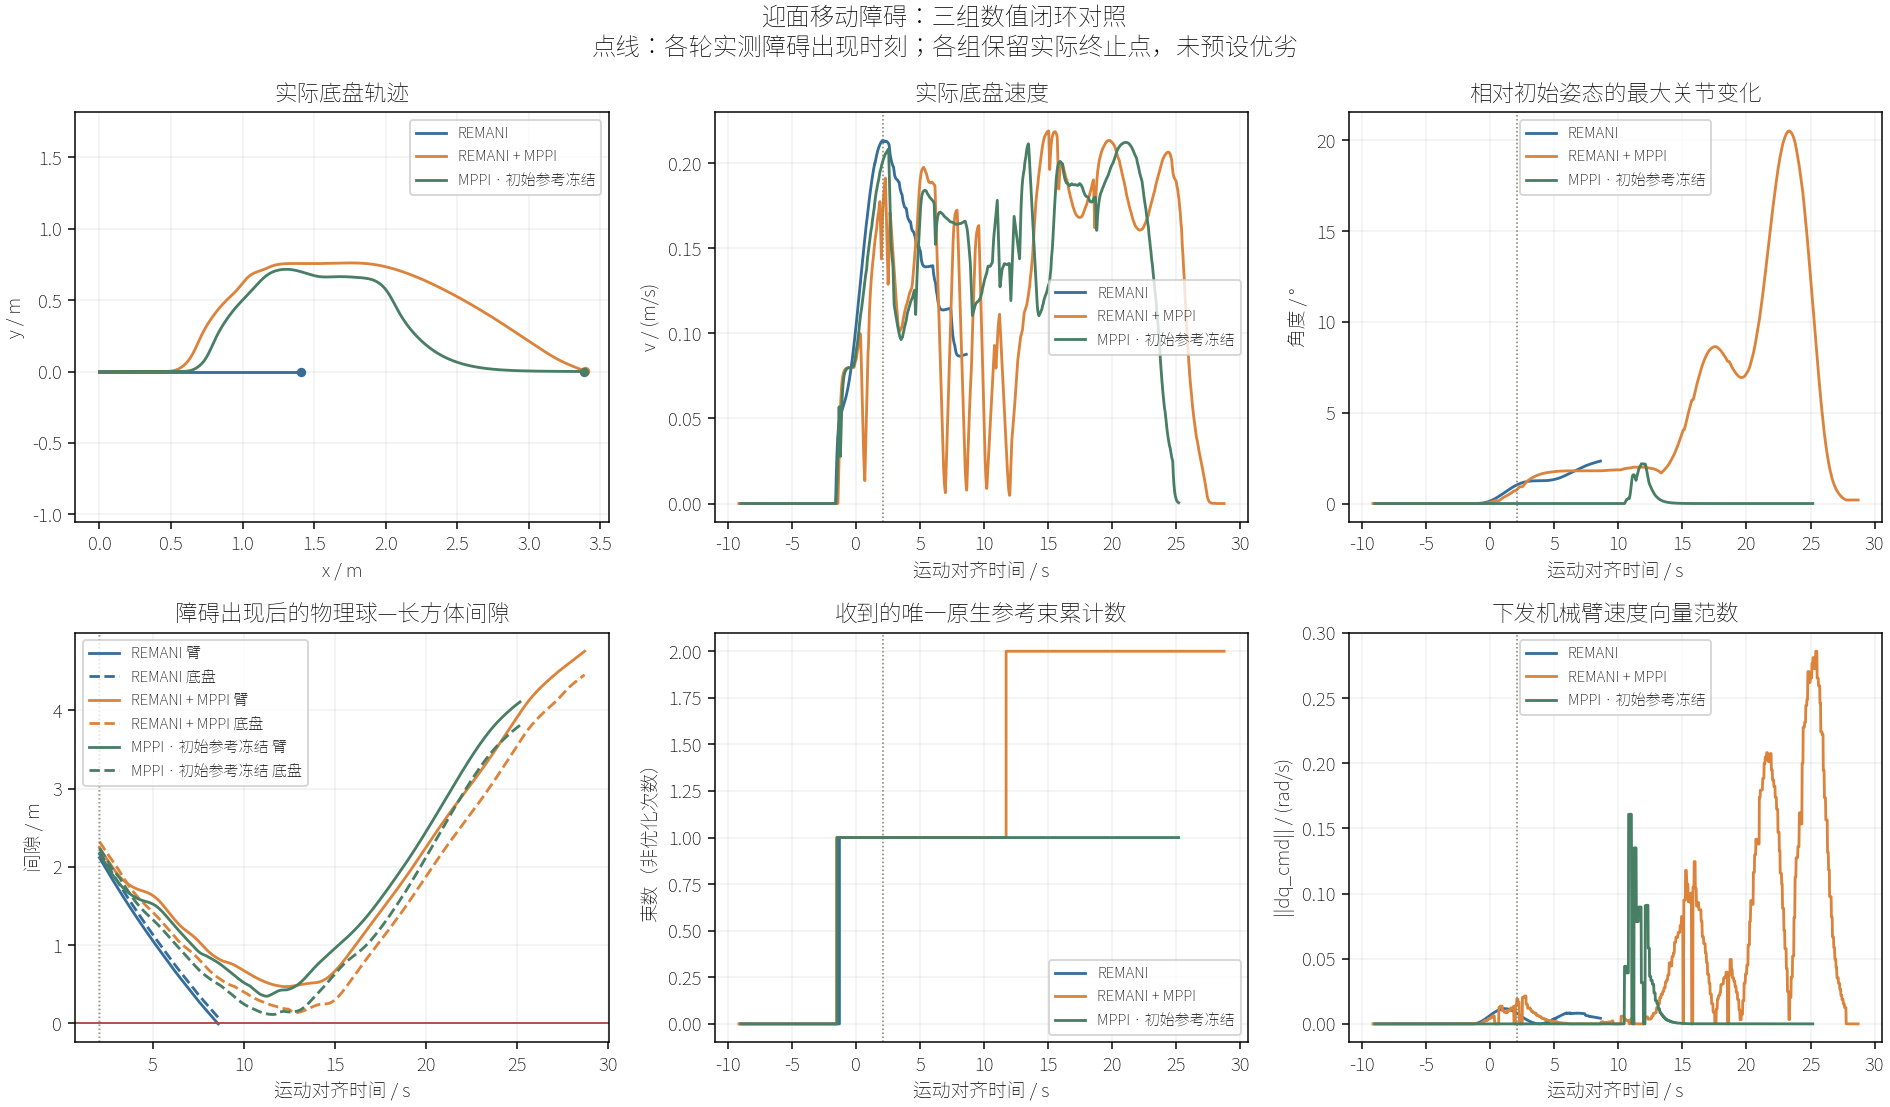 迎面移动障碍：三组数值闭环对照
点线：各轮实测障碍出现时刻；各组保留实际终止点，未预设优劣
实际底盘轨迹
REMANI
REMANI + MPPI
MPPI · 初始参考冻结
1.5
1.0
0.5
0.0
-0.5
-1.0
y / m
0.0 0.5 1.0 1.5 2.0 2.5 3.0 3.5
x / m
实际底盘速度
REMANI
REMANI + MPPI
MPPI · 初始参考冻结
0.20
0.15
0.10
0.05
0.00
v / (m/s)
-10 -5 0 5 10 15 20 25 30
运动对齐时间 / s
相对初始姿态的最大关节变化
REMANI
REMANI + MPPI
MPPI · 初始参考冻结
20
15
10
5
0
角度 / °
-10 -5 0 5 10 15 20 25 30
运动对齐时间 / s
障碍出现后的物理球—长方体间隙
REMANI 臂
REMANI 底盘
REMANI + MPPI 臂
REMANI + MPPI 底盘
MPPI · 初始参考冻结 臂
MPPI · 初始参考冻结 底盘
4
3
2
1
0
间隙 / m
5 10 15 20 25 30
运动对齐时间 / s
收到的唯一原生参考束累计数
2.00
1.75
1.50
1.25
1.00
0.75
0.50
0.25
0.00
束数（非优化次数）
REMANI
REMANI + MPPI
MPPI · 初始参考冻结
-10 -5 0 5 10 15 20 25 30
运动对齐时间 / s
下发机械臂速度向量范数
REMANI
REMANI + MPPI
MPPI · 初始参考冻结
0.30
0.25
0.20
0.15
0.10
0.05
0.00
||dq_cmd|| / (rad/s)
-10 -5 0 5 10 15 20 25 30
运动对齐时间 / s